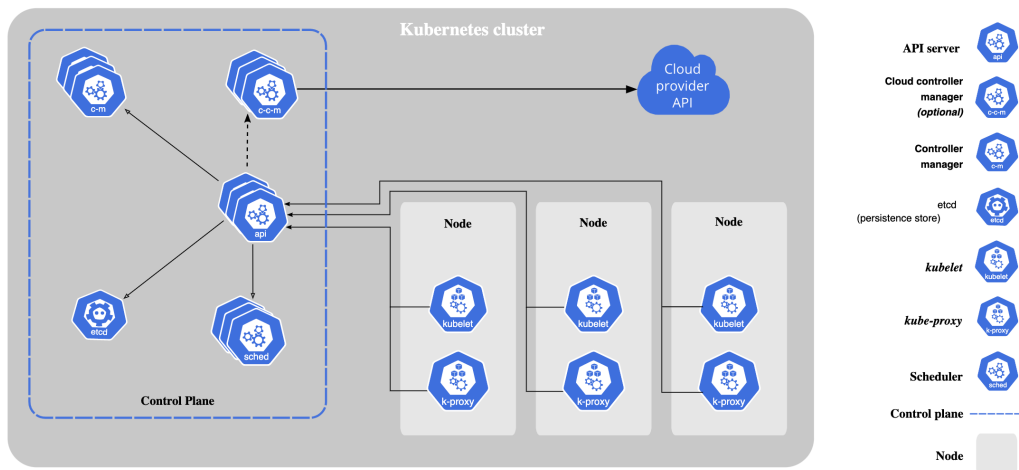 Kubernetes cluster
c-m
c-c-m
Cloud
provider
API
api
Node
Node
Node
etcd
sched
kubelet
kubelet
kubelet
k-proxy
k-proxy
k-proxy
Control Plane
API server
api
Cloud controller
manager
(optional)
c-c-m
Controller
manager
c-m
etcd
(persistence store)
etcd
kubelet
kubelet
kube-proxy
k-proxy
Scheduler
sched
Control plane
Node